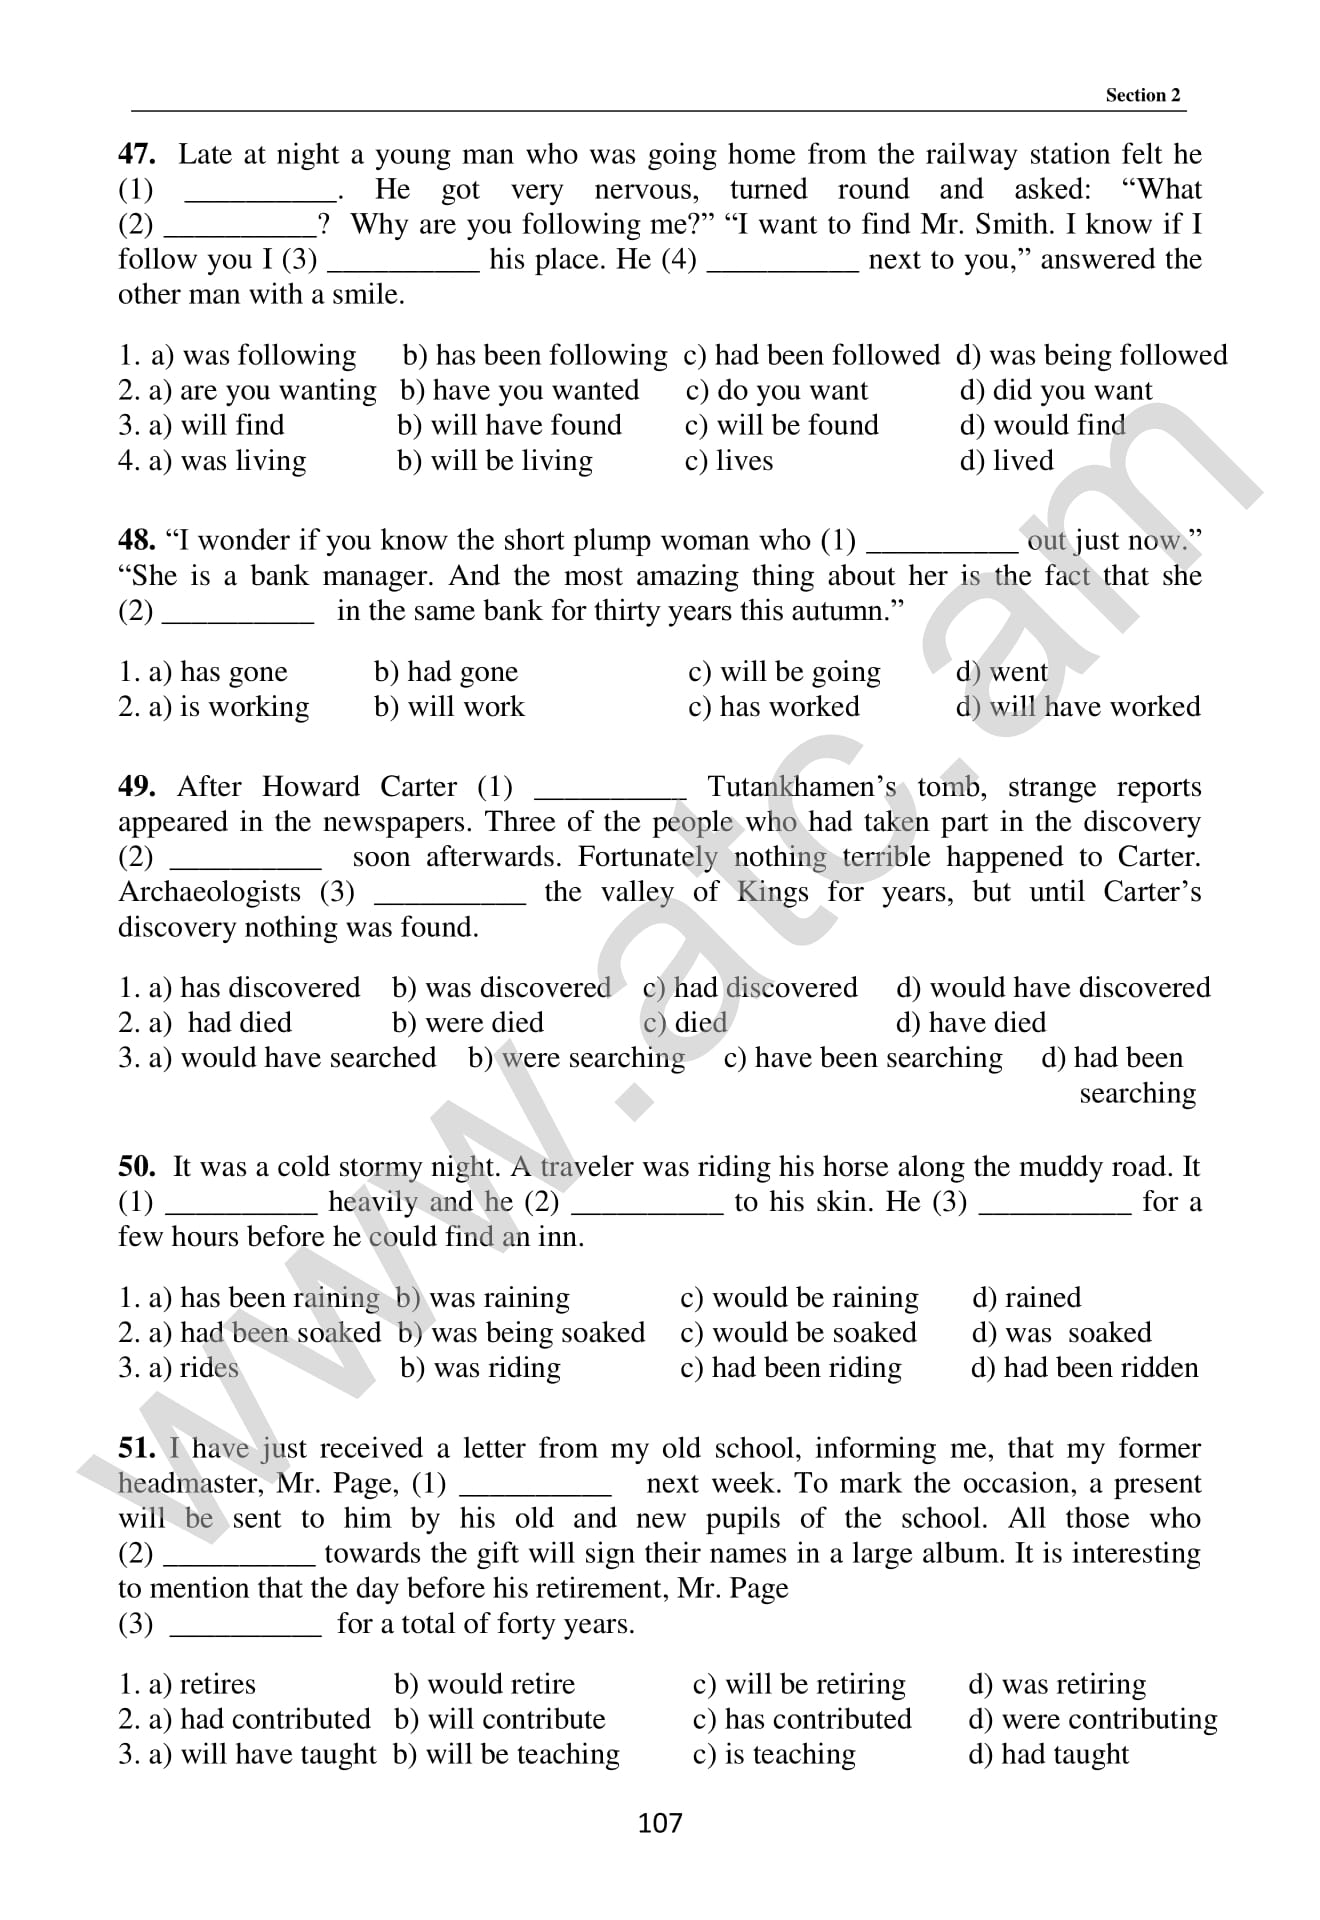 Section 2
47. Late at night a young man who was going home from the railway station felt he
(1) __________. He got very nervous, turned round and asked: “What
(2) __________? Why are you following me?” “I want to find Mr. Smith. I know if I
follow you I (3) __________ his place. He (4) __________ next to you,” answered the
other man with a smile.
1. a) was following b) has been following c) had been followed d) was being followed
2. a) are you wanting b) have you wanted c) do you want d) did you want
3. a) will find b) will have found c) will be found d) would find
4. a) was living b) will be living c) lives d) lived
48. “I wonder if you know the short plump woman who (1) __________ out just now.”
“She is a bank manager. And the most amazing thing about her is the fact that she
(2) __________ in the same bank for thirty years this autumn.”
1. a) has gone b) had gone c) will be going d) went
2. a) is working b) will work c) has worked d) will have worked
49. After Howard Carter (1) __________ Tutankhamen’s tomb, strange reports
appeared in the newspapers. Three of the people who had taken part in the discovery
(2) __________ soon afterwards. Fortunately nothing terrible happened to Carter.
Archaeologists (3) __________ the valley of Kings for years, but until Carter’s
discovery nothing was found.
1. a) has discovered b) was discovered c) had discovered d) would have discovered
2. a) had died b) were died c) died d) have died
3. a) would have searched b) were searching c) have been searching d) had been
searching
50. It was a cold stormy night. A traveler was riding his horse along the muddy road. It
(1) __________ heavily and he (2) __________ to his skin. He (3) __________ for a
few hours before he could find an inn.
1. a) has been raining b) was raining c) would be raining d) rained
2. a) had been soaked b) was being soaked c) would be soaked d) was soaked
3. a) rides b) was riding c) had been riding d) had been ridden
51. I have just received a letter from my old school, informing me, that my former
headmaster, Mr. Page, (1) __________ next week. To mark the occasion, a present
will be sent to him by his old and new pupils of the school. All those who
(2) __________ towards the gift will sign their names in a large album. It is interesting
to mention that the day before his retirement, Mr. Page
(3) __________ for a total of forty years.
1. a) retires b) would retire c) will be retiring d) was retiring
2. a) had contributed b) will contribute c) has contributed d) were contributing
3. a) will have taught b) will be teaching c) is teaching d) had taught
107
www.atc.am